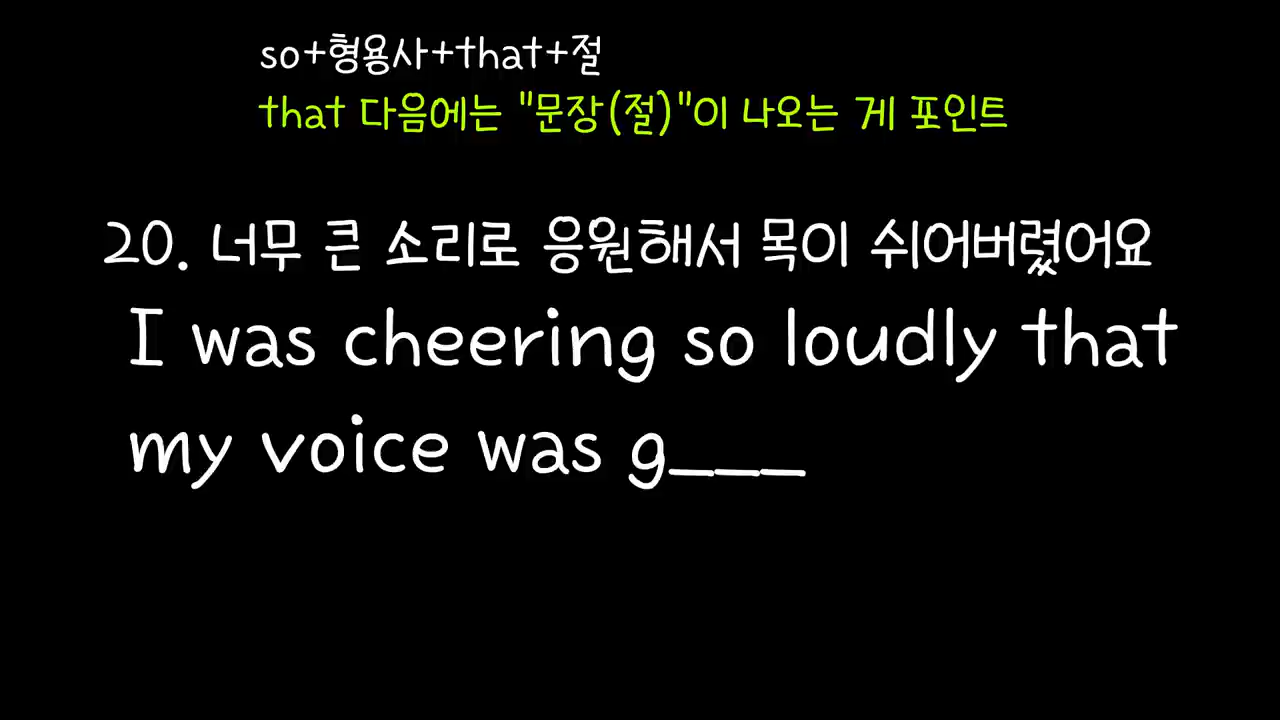 so+형용사+that+절
that 다음에는 "문장(절)"이 나오는 게 포인트
20. 너무 큰 소리로 응원해서 목이 쉬어버렸어요
I was cheering so loudly that
my voice was g___